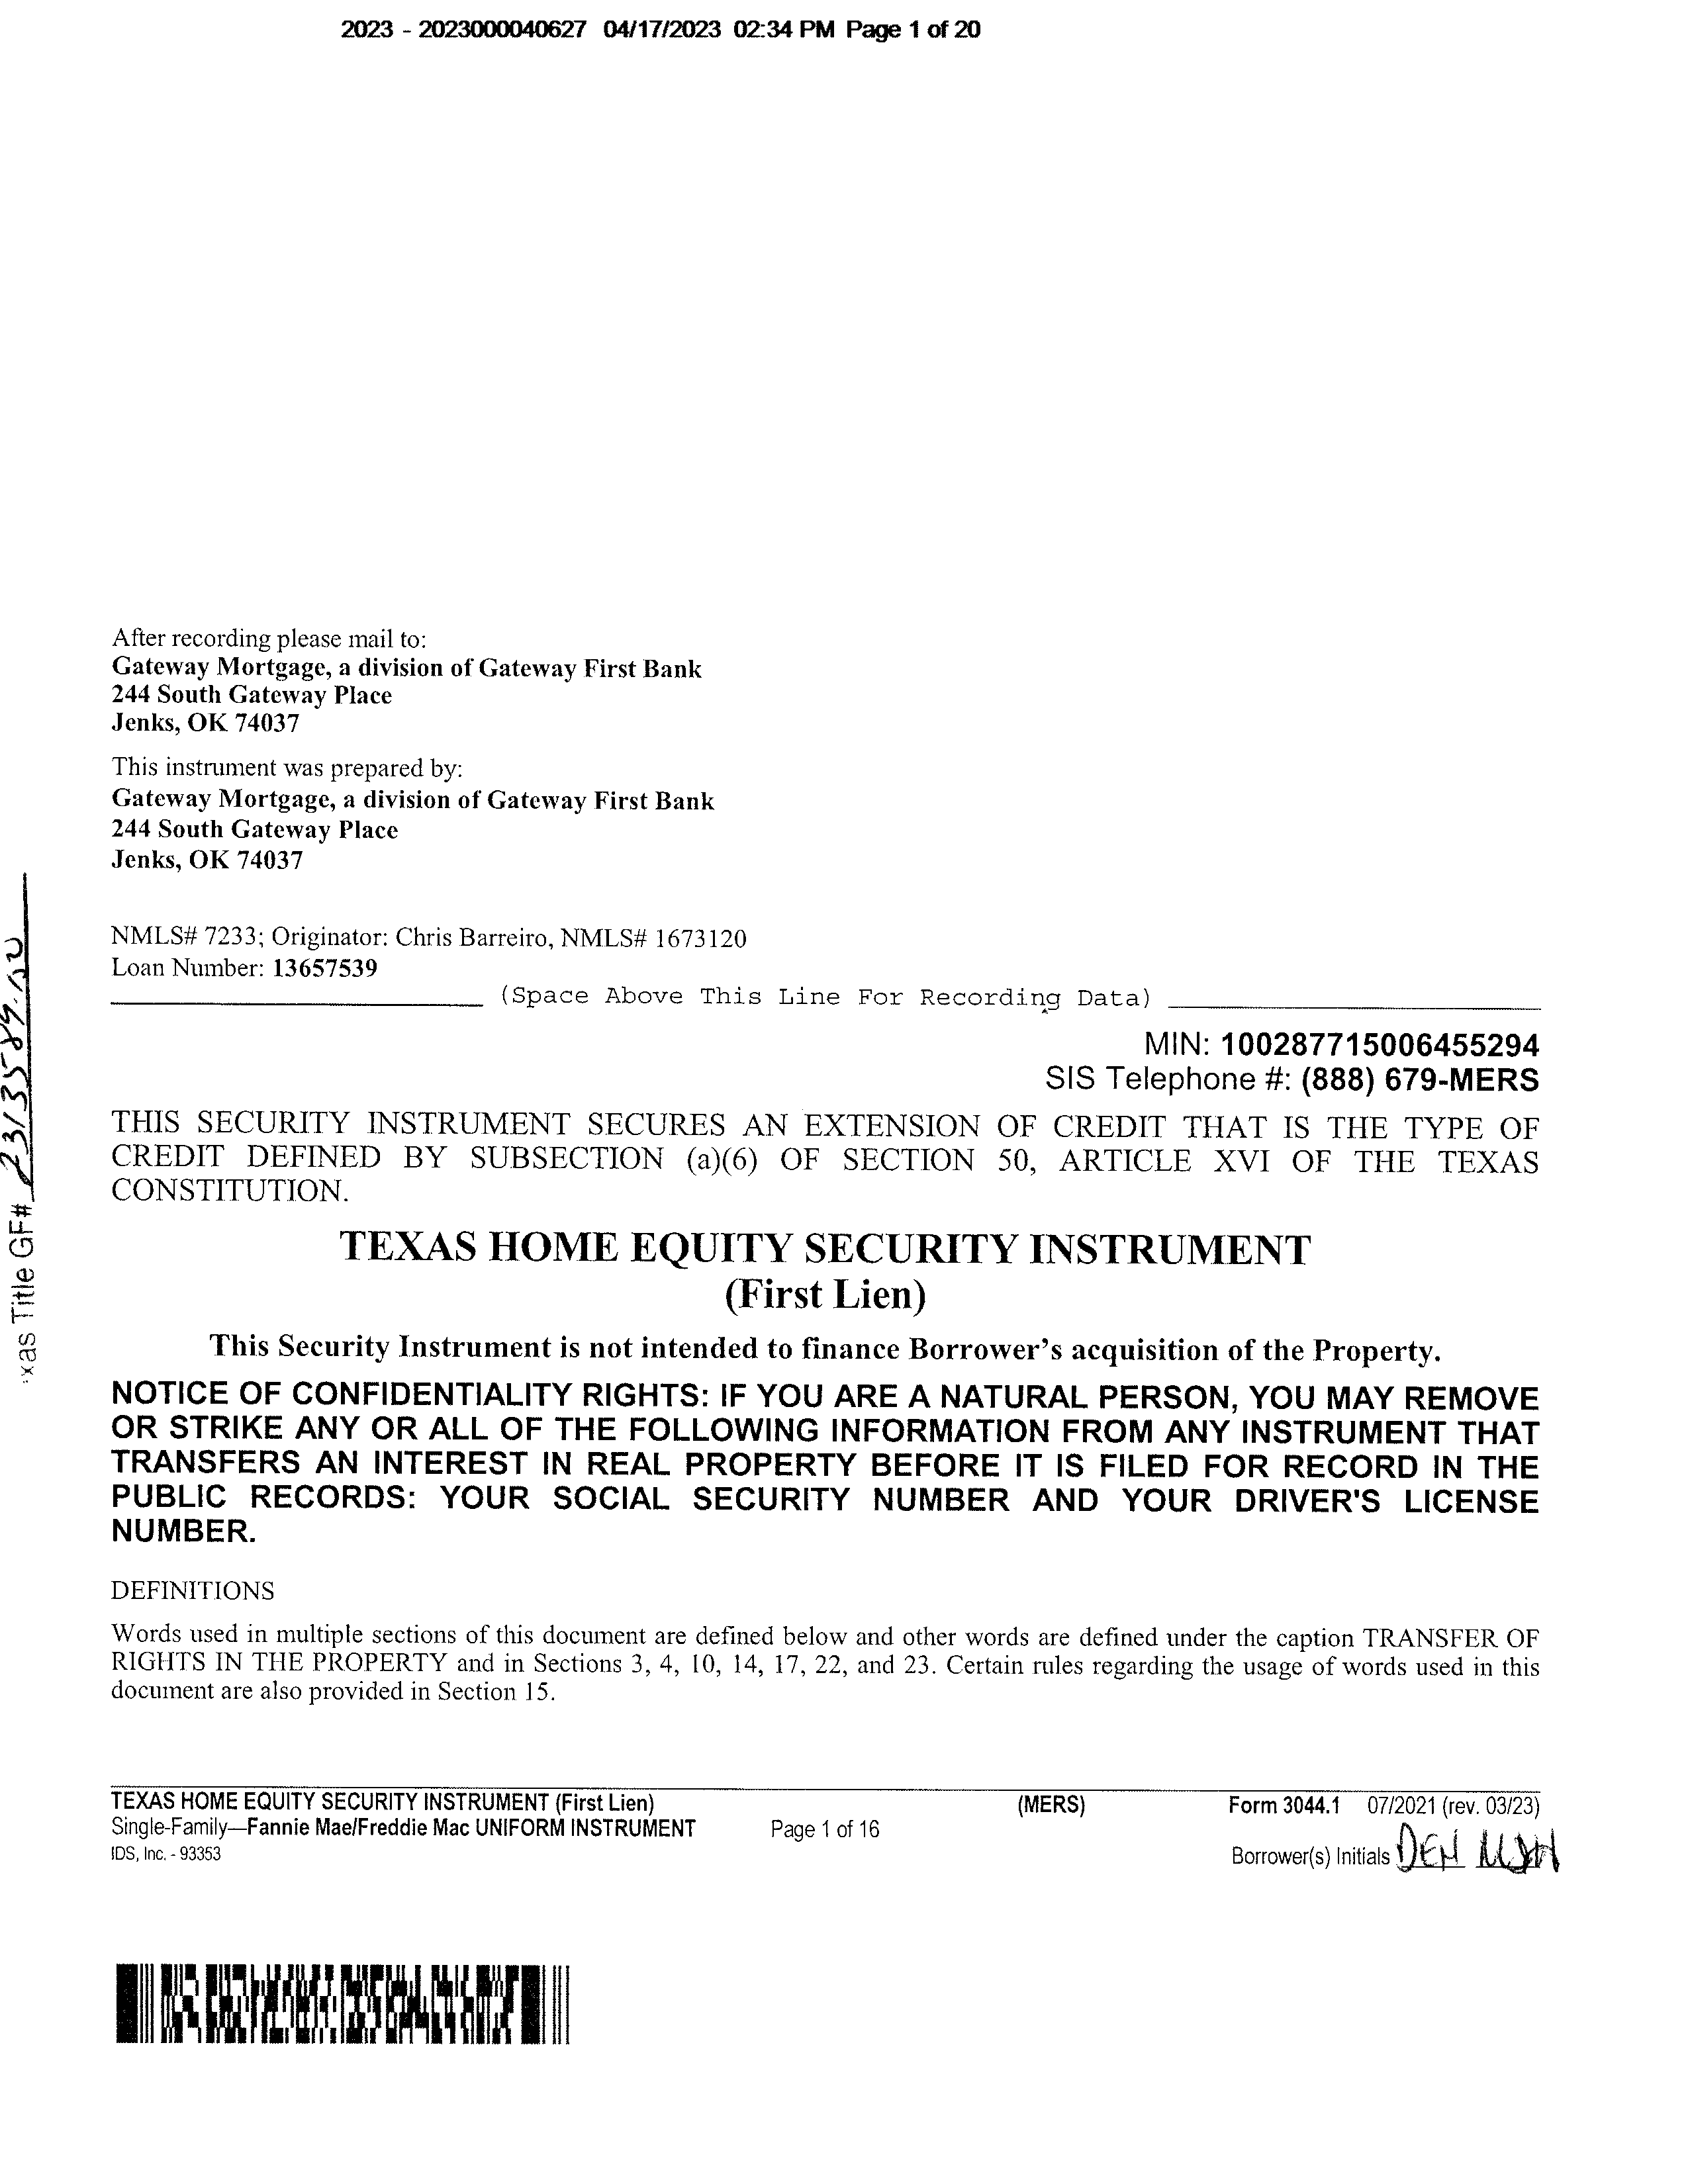 2023 - 2023000040627 04/17/2023 02:34 PM Page 1 of 20
After recording please mail to:
Gateway Mortgage, a division of Gateway First Bank
244 South Gateway Place
Jenks, OK 74037
This instrument was prepared by:
Gateway Mortgage, a division of Gateway First Bank
244 South Gateway Place
Jenks, OK 74037
NMLS# 7233; Originator: Chris Barreiro, NMLS# 1673120
Loan Number: 13657539
(Space Above This Line For Recording Data)
MIN: 100287715006455294
SIS Telephone #: (888) 679-MERS
THIS SECURITY INSTRUMENT SECURES AN EXTENSION OF CREDIT THAT IS THE TYPE OF
CREDIT DEFINED BY SUBSECTION (a)(6) OF SECTION 50, ARTICLE XVI OF THE TEXAS
CONSTITUTION.
TEXAS HOME EQUITY SECURITY INSTRUMENT
(First Lien)
This Security Instrument is not intended to finance Borrower's acquisition of the Property.
NOTICE OF CONFIDENTIALITY RIGHTS: IF YOU ARE A NATURAL PERSON, YOU MAY REMOVE
OR STRIKE ANY OR ALL OF THE FOLLOWING INFORMATION FROM ANY INSTRUMENT THAT
TRANSFERS AN INTEREST IN REAL PROPERTY BEFORE IT IS FILED FOR RECORD IN THE
PUBLIC RECORDS: YOUR SOCIAL SECURITY NUMBER AND YOUR DRIVER'S LICENSE
NUMBER.
DEFINITIONS
Words used in multiple sections of this document are defined below and other words are defined under the caption TRANSFER OF
RIGHTS IN THE PROPERTY and in Sections 3, 4, 10, 14, 17, 22, and 23. Certain rules regarding the usage of words used in this
document are also provided in Section 15.
TEXAS HOME EQUITY SECURITY INSTRUMENT (First Lien) (MERS) Form 3044.1 07/2021 (rev. 03/23)
Single-Family—Fannie Mae/Freddie Mac UNIFORM INSTRUMENT Page 1 of 16
IDS, Inc. - 93353 Borrower(s) Initials DEH
xas Title GF#